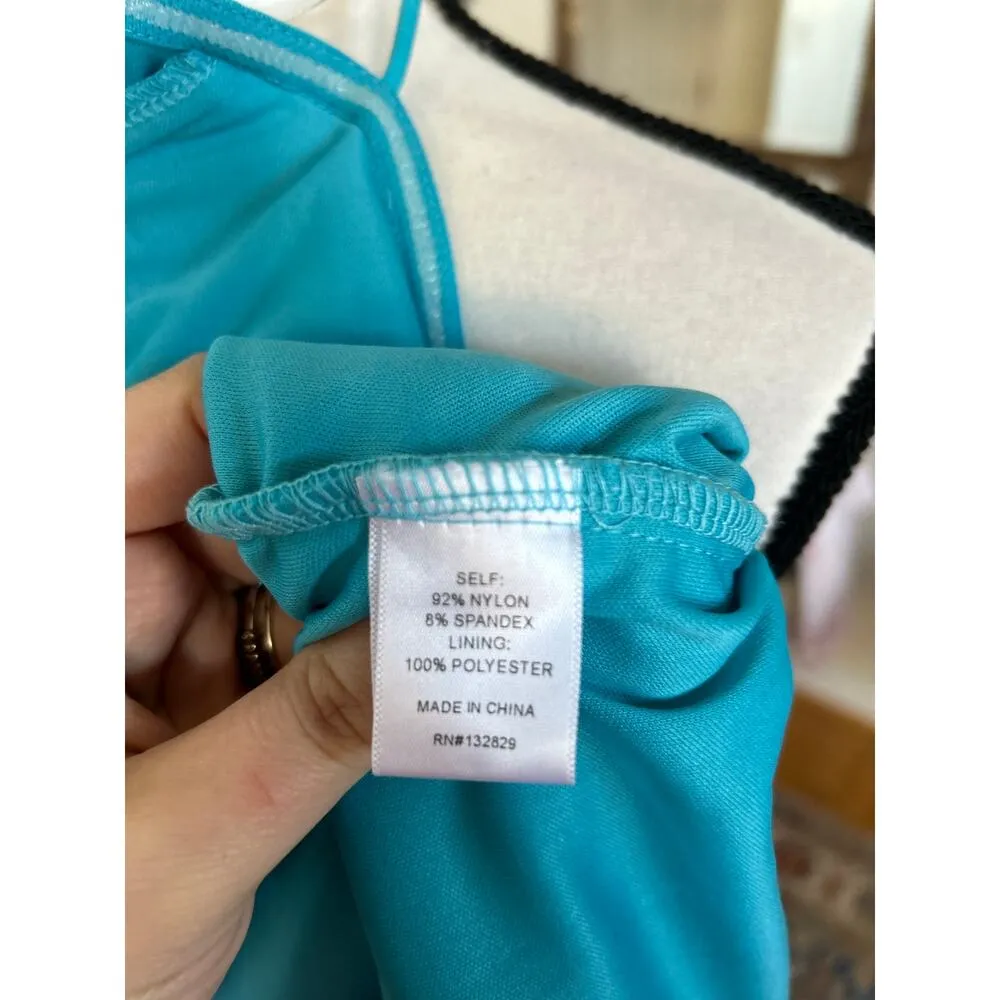 SELF:
92% NYLON
8% SPANDEX
LINING:
100% POLYESTER
MADE IN CHINA
RN#132829